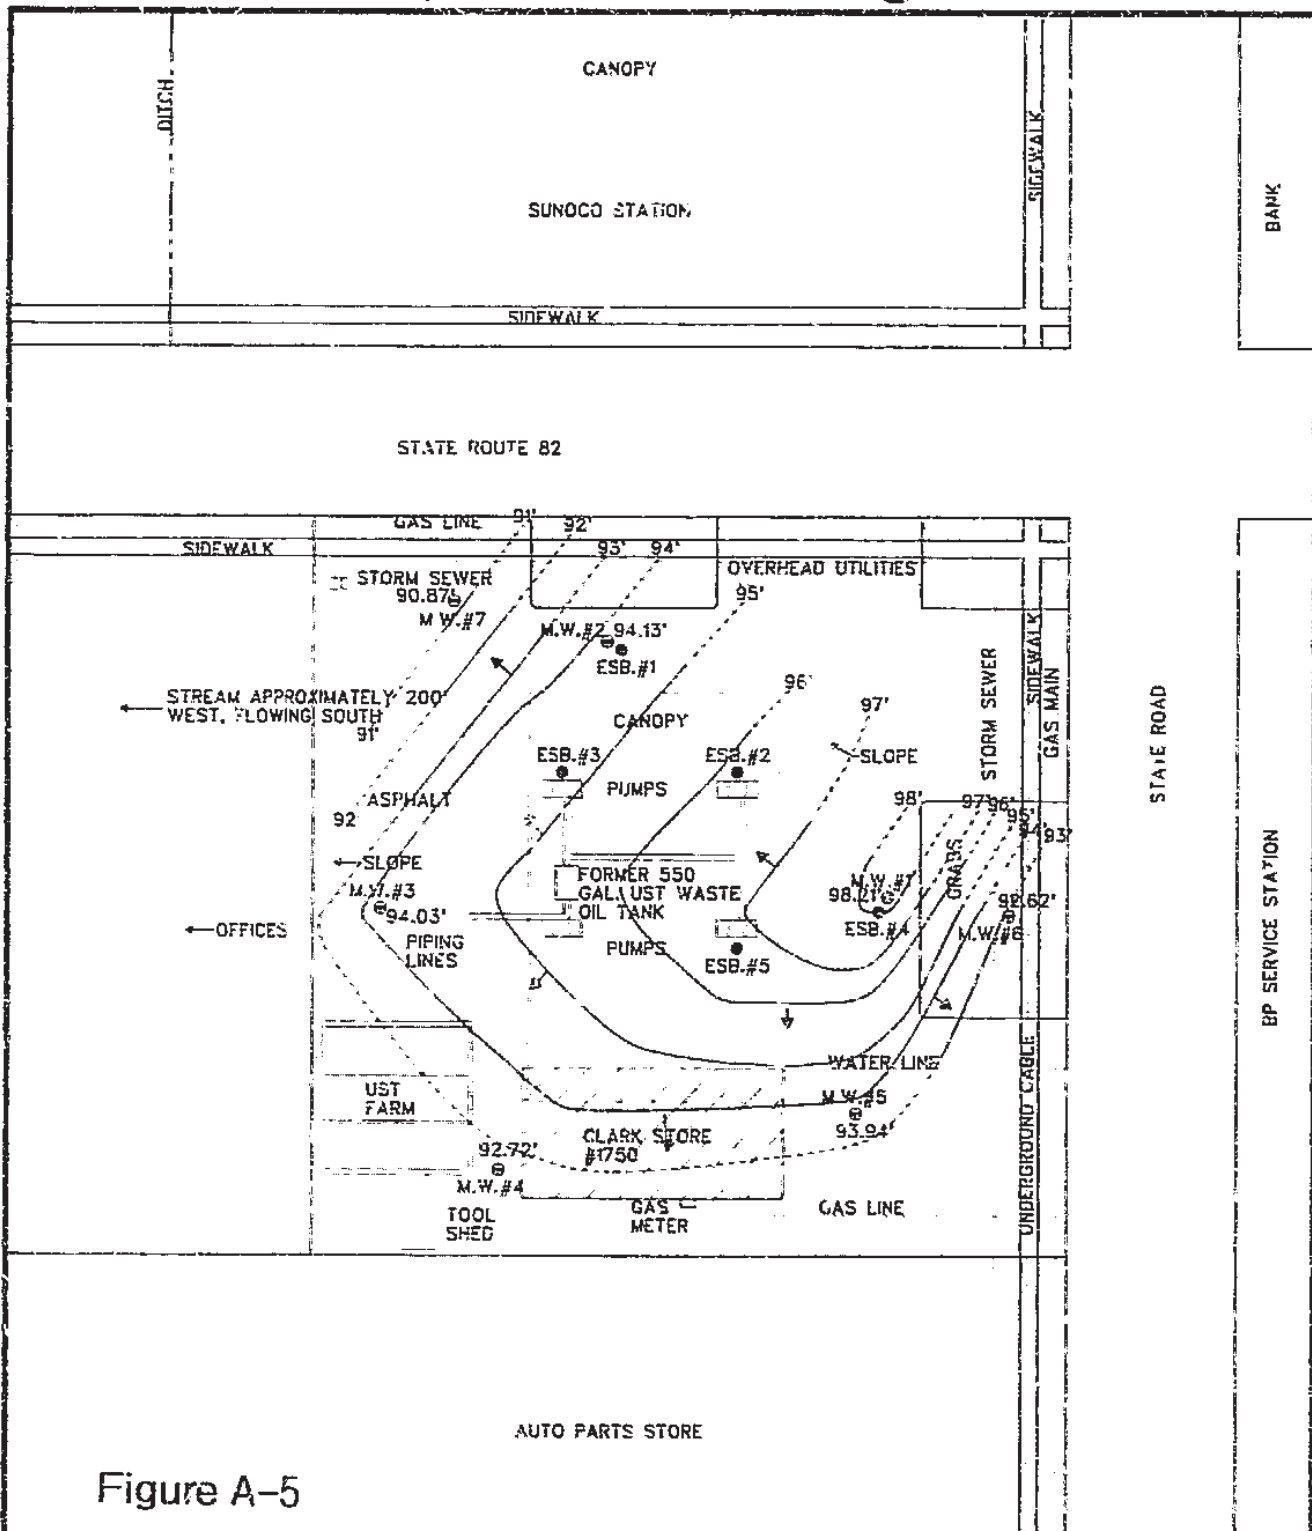 CANOPY
DITCH
SIDEWALK
BANK
SUNOCO STATION
SIDEWALK
STATE ROUTE 82
GAS LINE
91'
92'
93'
94'
SIDEWALK
OVERHEAD UTILITIES
STORM SEWER
90.87'
M.W.#7
95'
M.W.#2 94.13'
ESB.#1
SIDEWALK
STORM SEWER
GAS MAIN
STATE ROAD
96'
97'
STREAM APPROXIMATELY 200'
WEST, FLOWING SOUTH
91'
CANOPY
SLOPE
ESB.#3
ESB.#2
PUMPS
ASPHALT
92'
98'
97'
96'
95'
94'
93'
SLOPE
GRASS
BP SERVICE STATION
FORMER 550
GAL. UST WASTE
OIL TANK
M.W.#3
94.03'
M.W.#1
98.21'
ESB.#4
92.62'
M.W.#6
OFFICES
PIPING
LINES
PUMPS
ESB.#5
WATER LINE
UNDERGROUND CABLE
UST
FARM
M.W.#5
93.94'
CLARK STORE
#1750
92.72'
M.W.#4
TOOL
SHED
GAS
METER
GAS LINE
AUTO PARTS STORE
Figure A-5